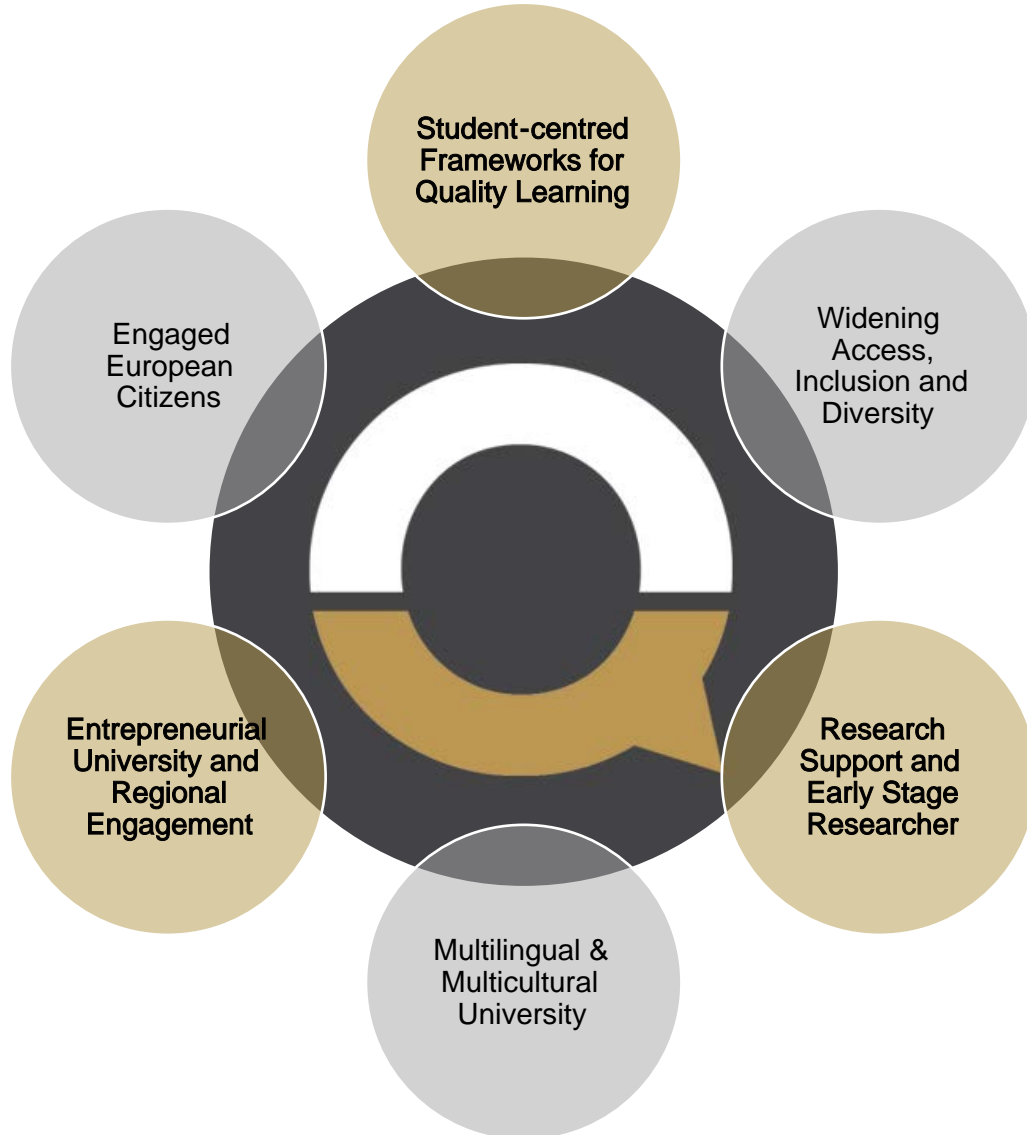 Student-centred
Frameworks for
Quality Learning
Widening
Access,
Inclusion and
Diversity
Research
Support and
Early Stage
Researcher
Multilingual &
Multicultural
University
Entrepreneurial
University and
Regional
Engagement
Engaged
European
Citizens